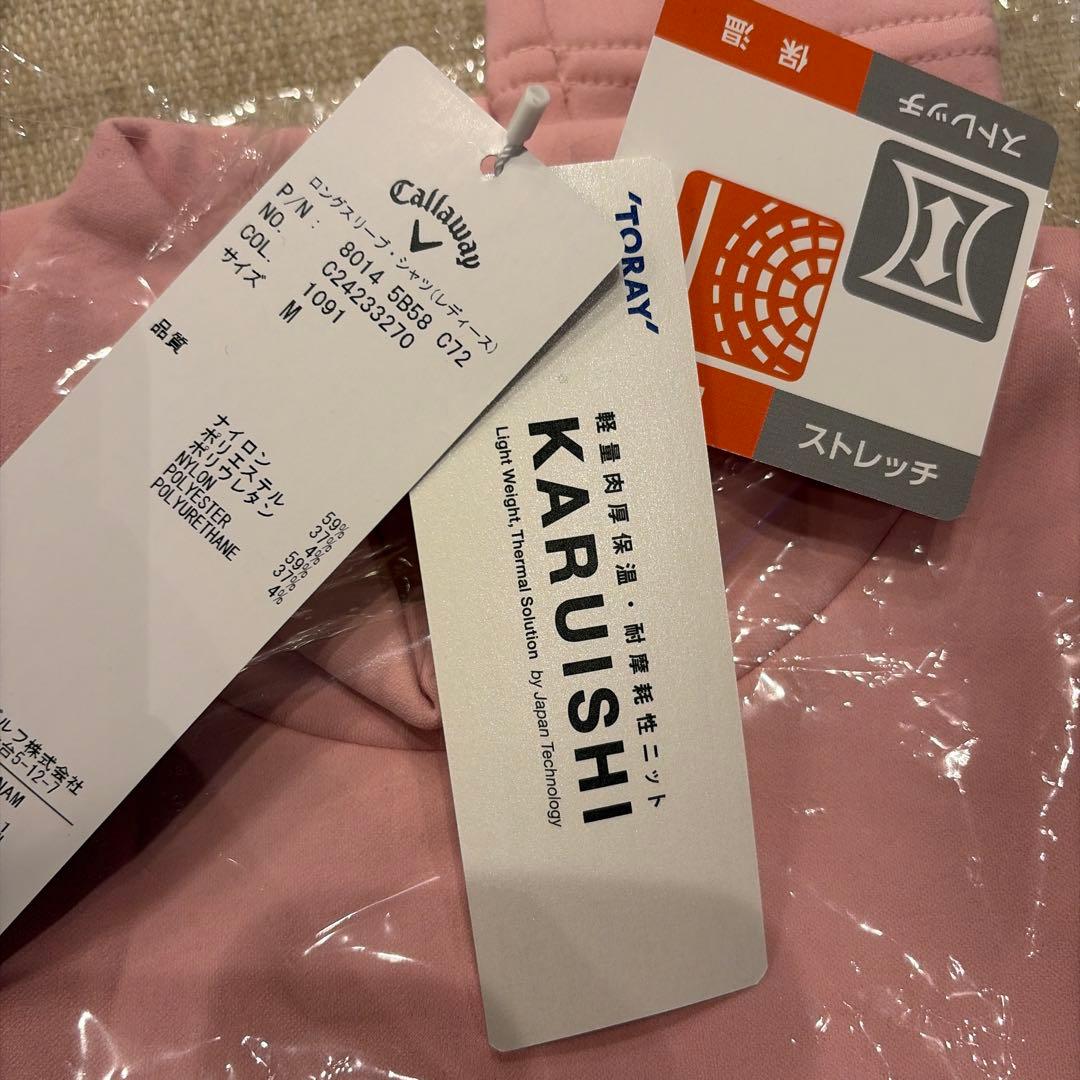 Callaway
ロングスリーブ・シャツ(レディース)
P/N : 8014 5B58 C72
NO. C24233270
COL. 1091
サイズ M
品質
ナイロン 59%
ポリエステル 37%
ポリウレタン 4%
NYLON 59%
POLYESTER 37%
POLYURETHANE 4%
ルフ株式会社
台5-12-7
NAM
'TORAY'
軽量肉厚保温・耐摩耗性ニット
KARUISHI
Light Weight, Thermal Solution by Japan Technology
保温
ストレッチ
ストレッチ